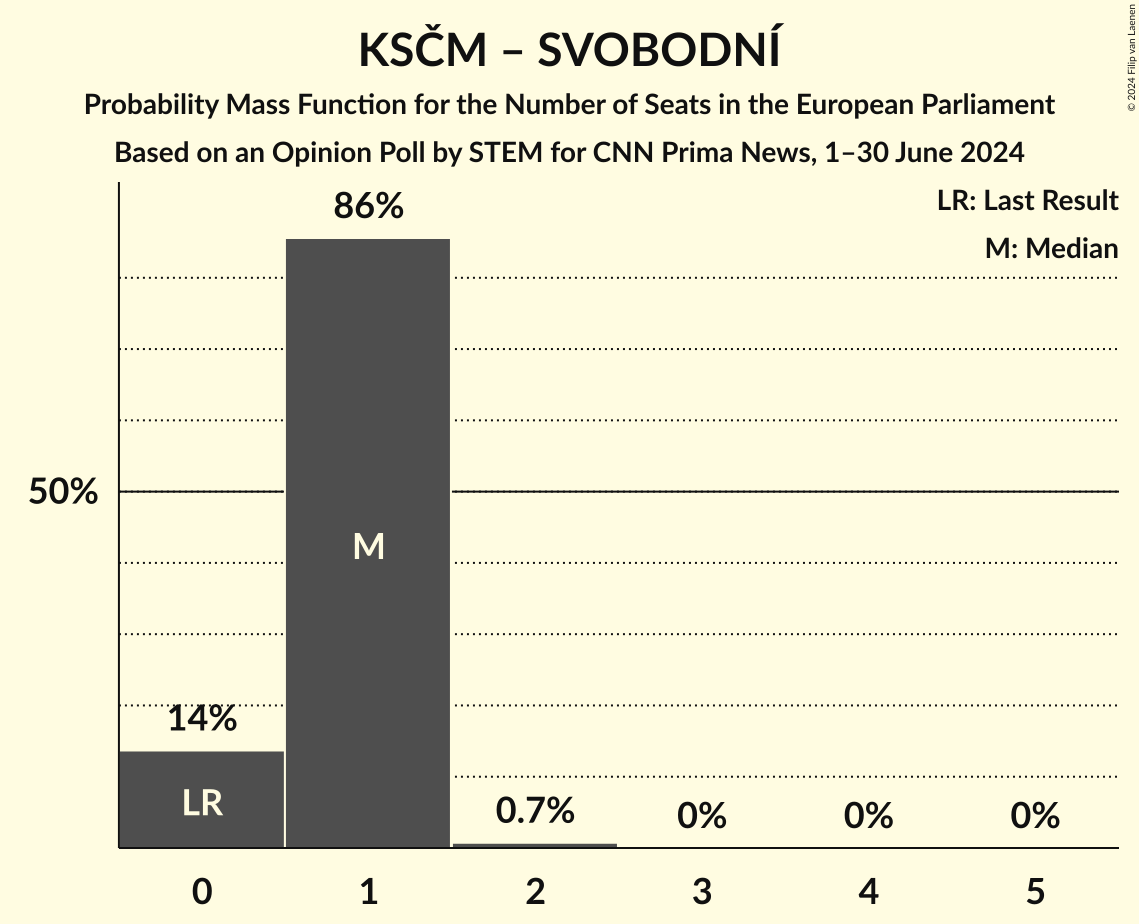 KSČM – SVOBODNÍ
Probability Mass Function for the Number of Seats in the European Parliament
Based on an Opinion Poll by STEM for CNN Prima News, 1–30 June 2024
© 2024 Filip van Laenen
LR: Last Result
M: Median
86%
50%
M
14%
LR
0.7%
0%
0%
0%
0
1
2
3
4
5